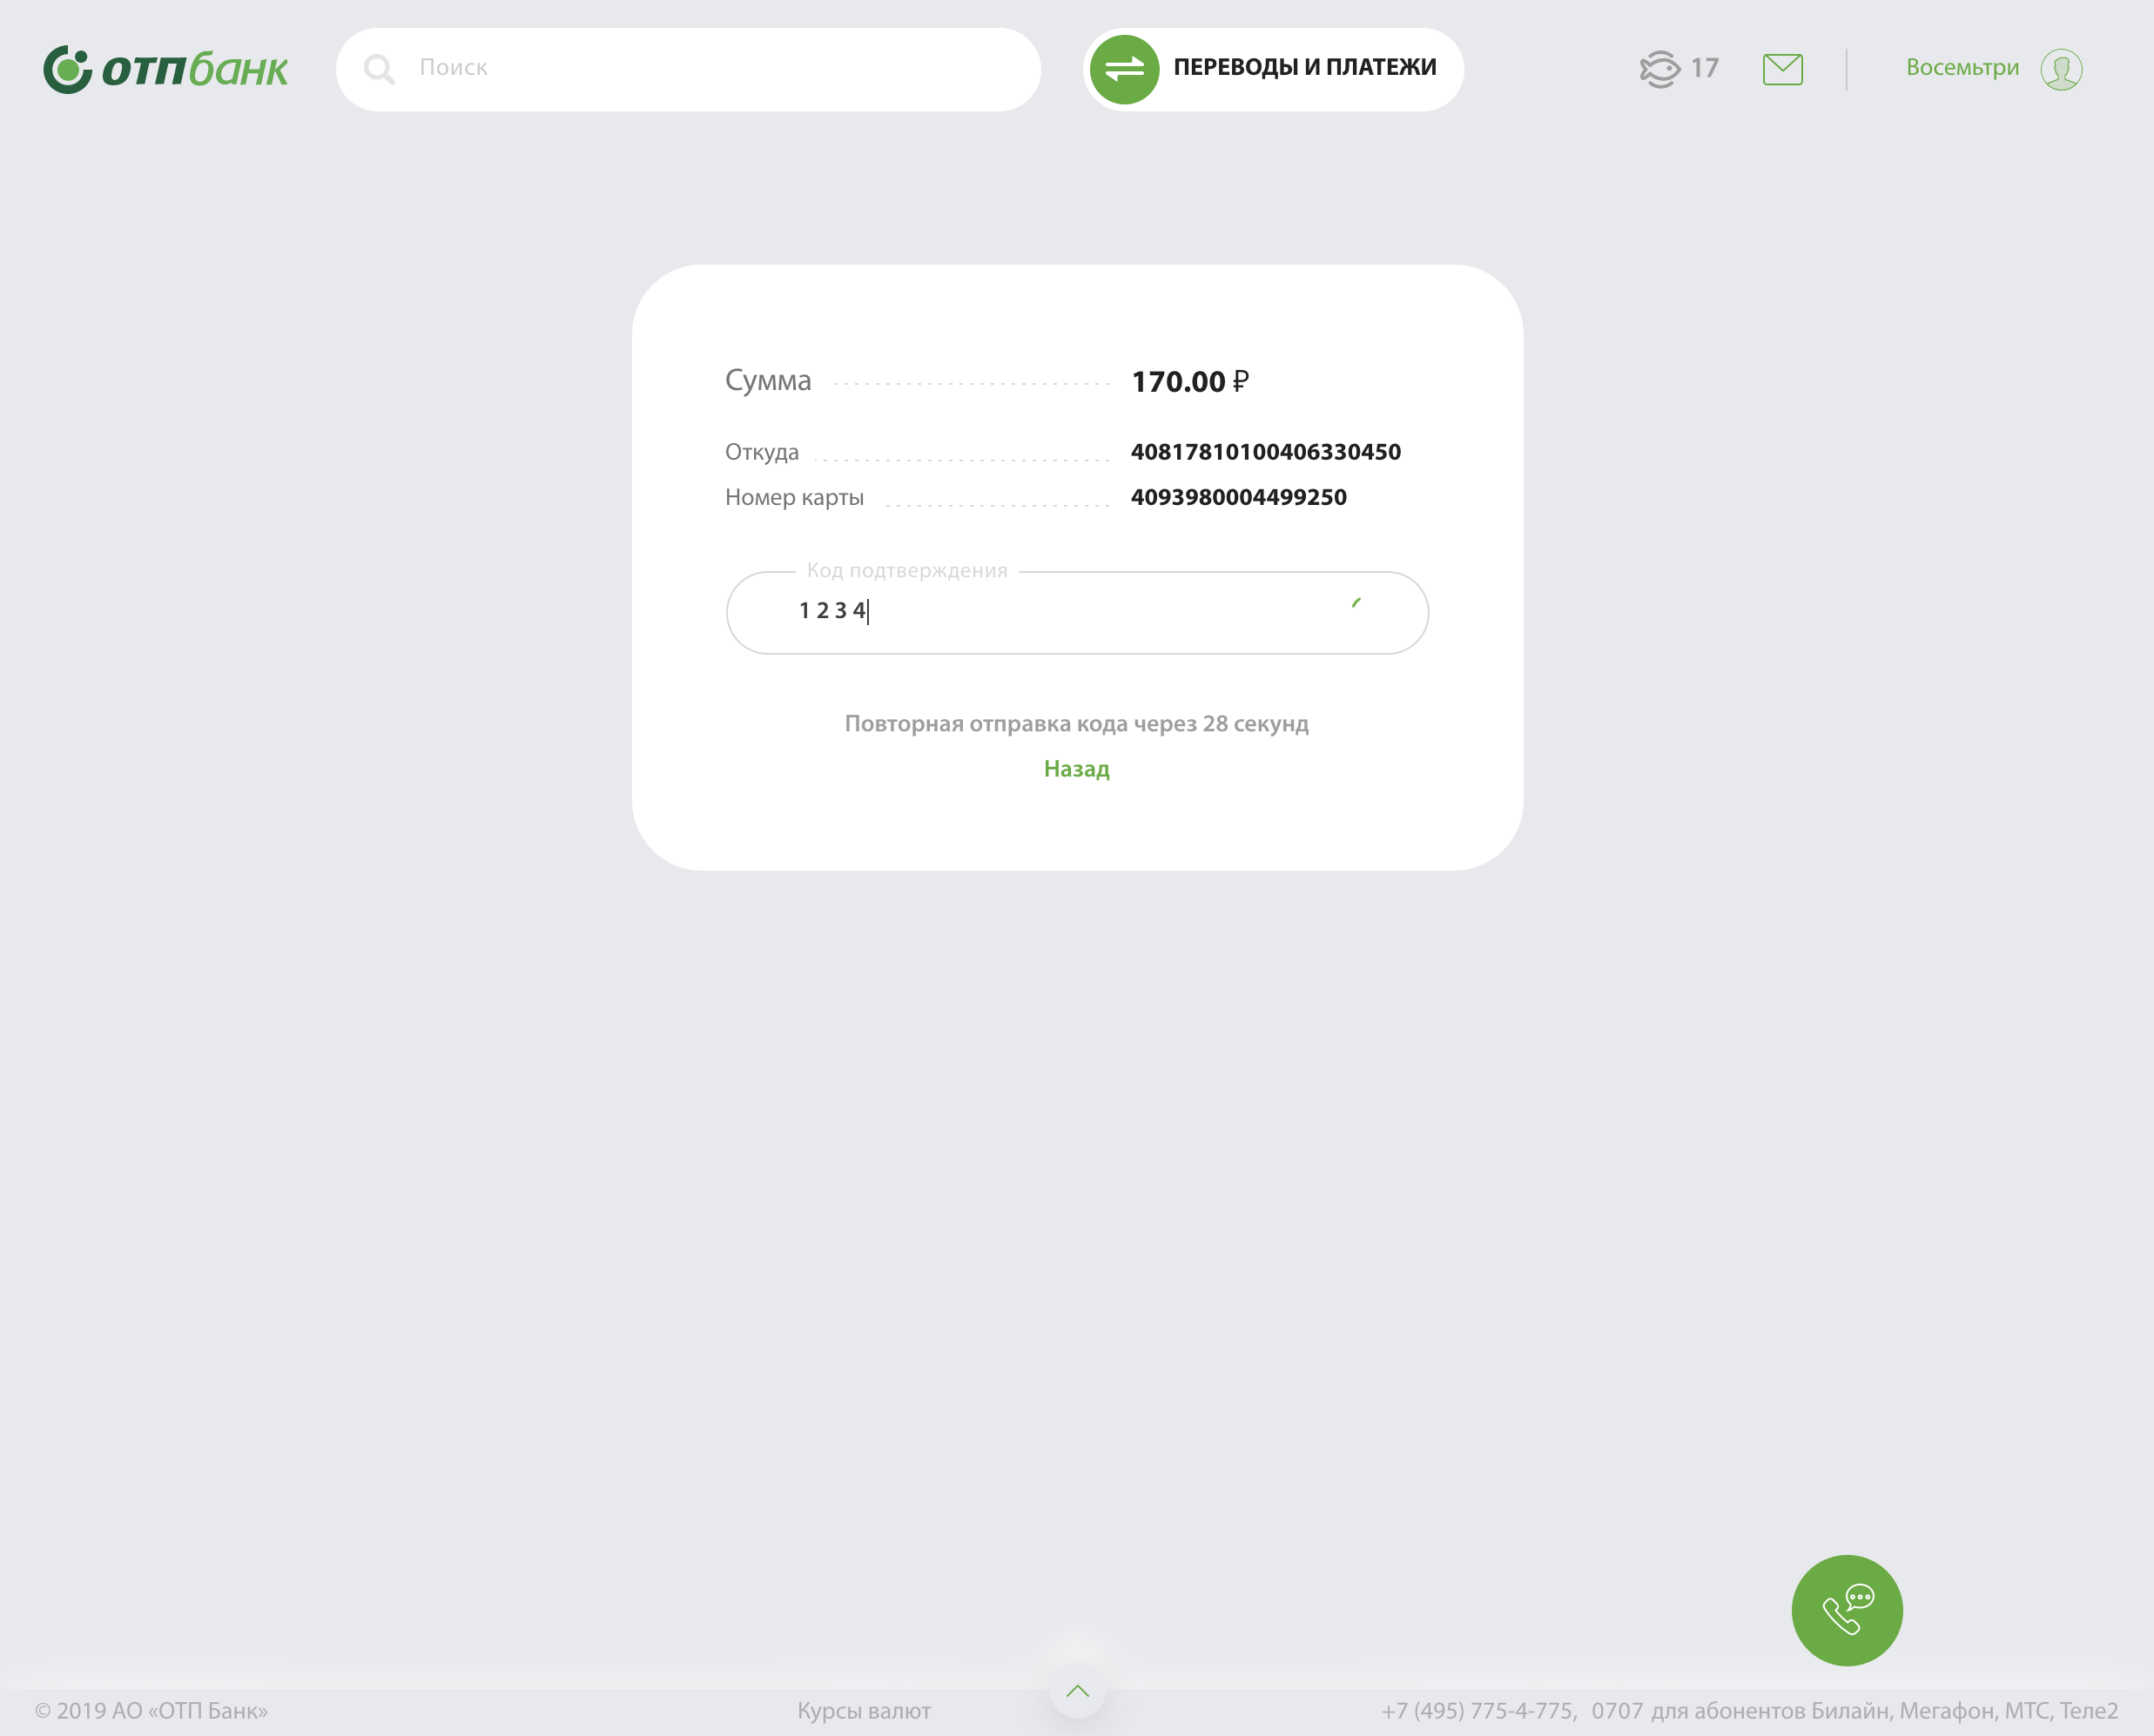 отпбанк
Поиск
ПЕРЕВОДЫ И ПЛАТЕЖИ
17
Восемьтри
Сумма 170.00 ₽
Откуда 40817810100406330450
Номер карты 4093980004499250
Код подтверждения
1 2 3 4
Повторная отправка кода через 28 секунд
Назад
© 2019 АО «ОТП Банк»
Курсы валют
+7 (495) 775-4-775, 0707 для абонентов Билайн, Мегафон, МТС, Теле2